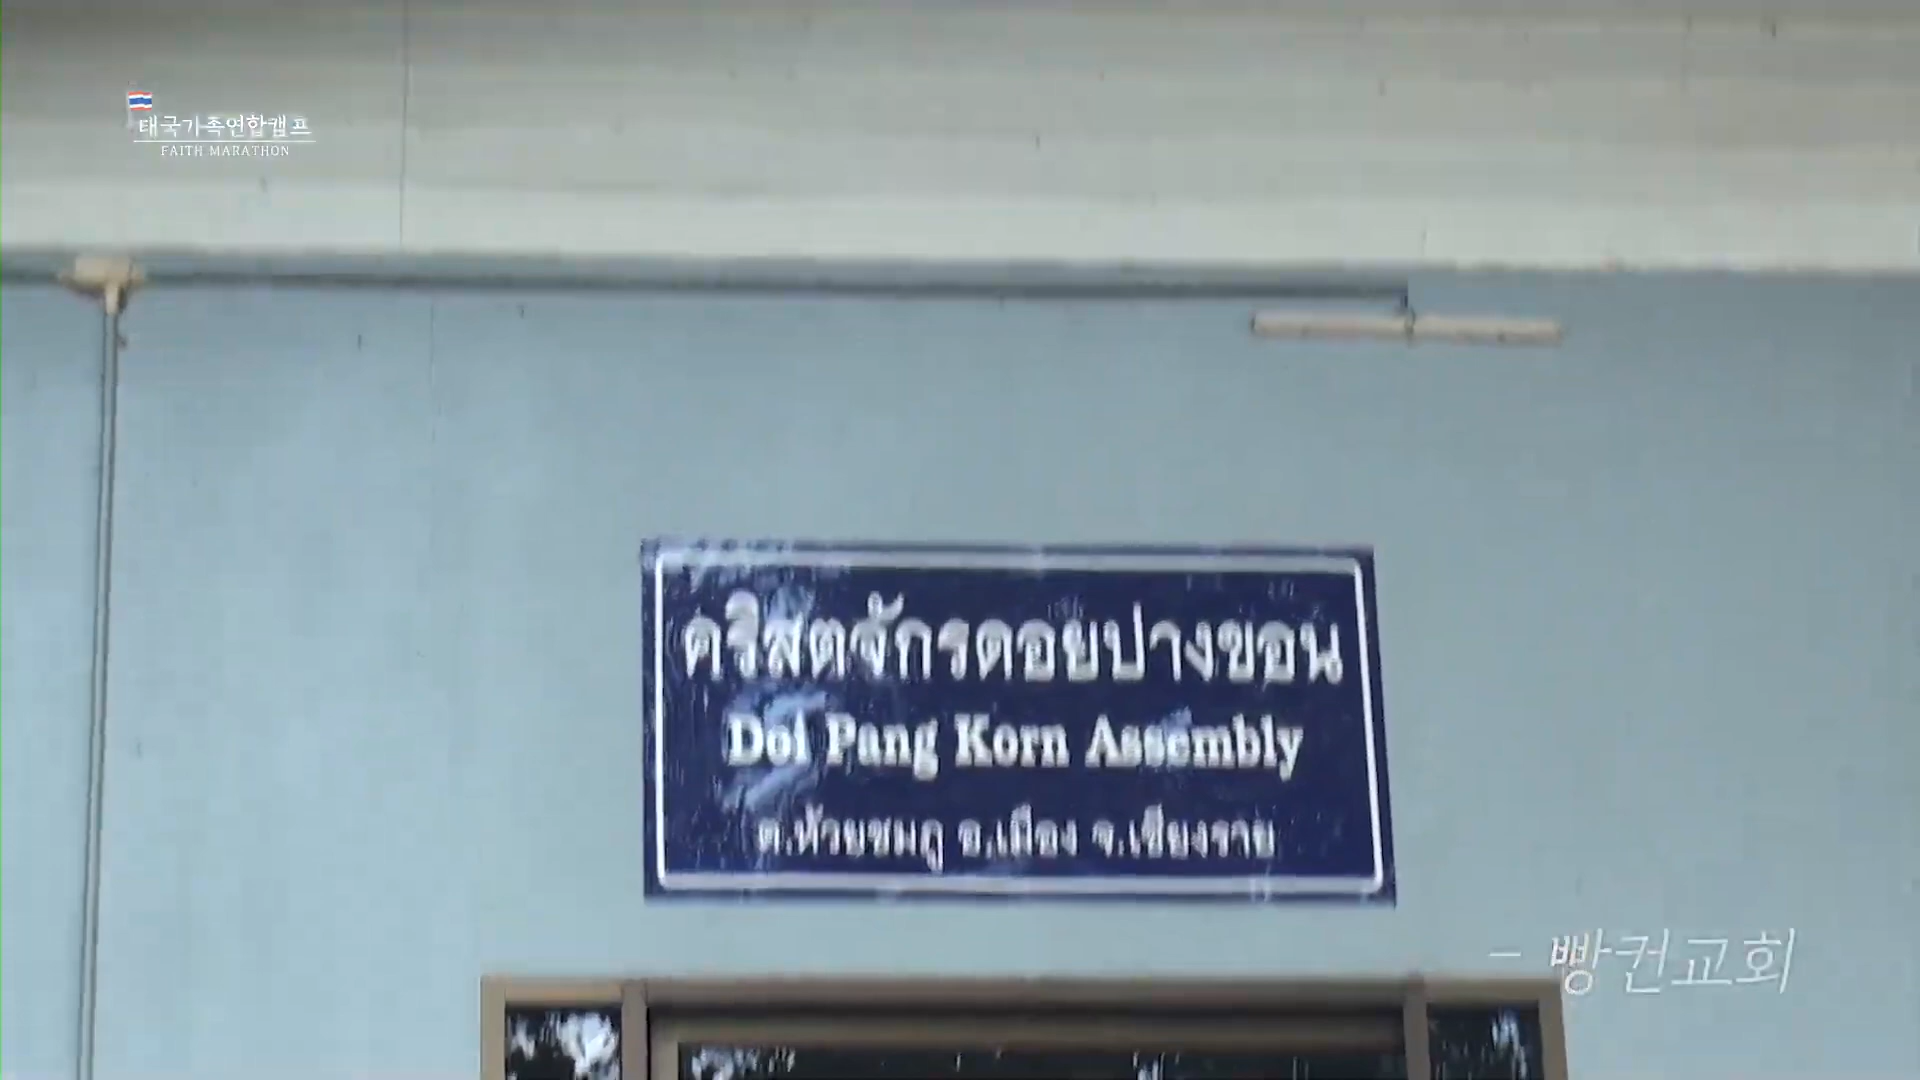 태국가족연합캠프
FAITH MARATHON
คริสตจักรดอยปางขอน
Doi Pang Korn Assembly
ต.ห้วยชมภู อ.เมือง จ.เชียงราย
- 빵컨교회